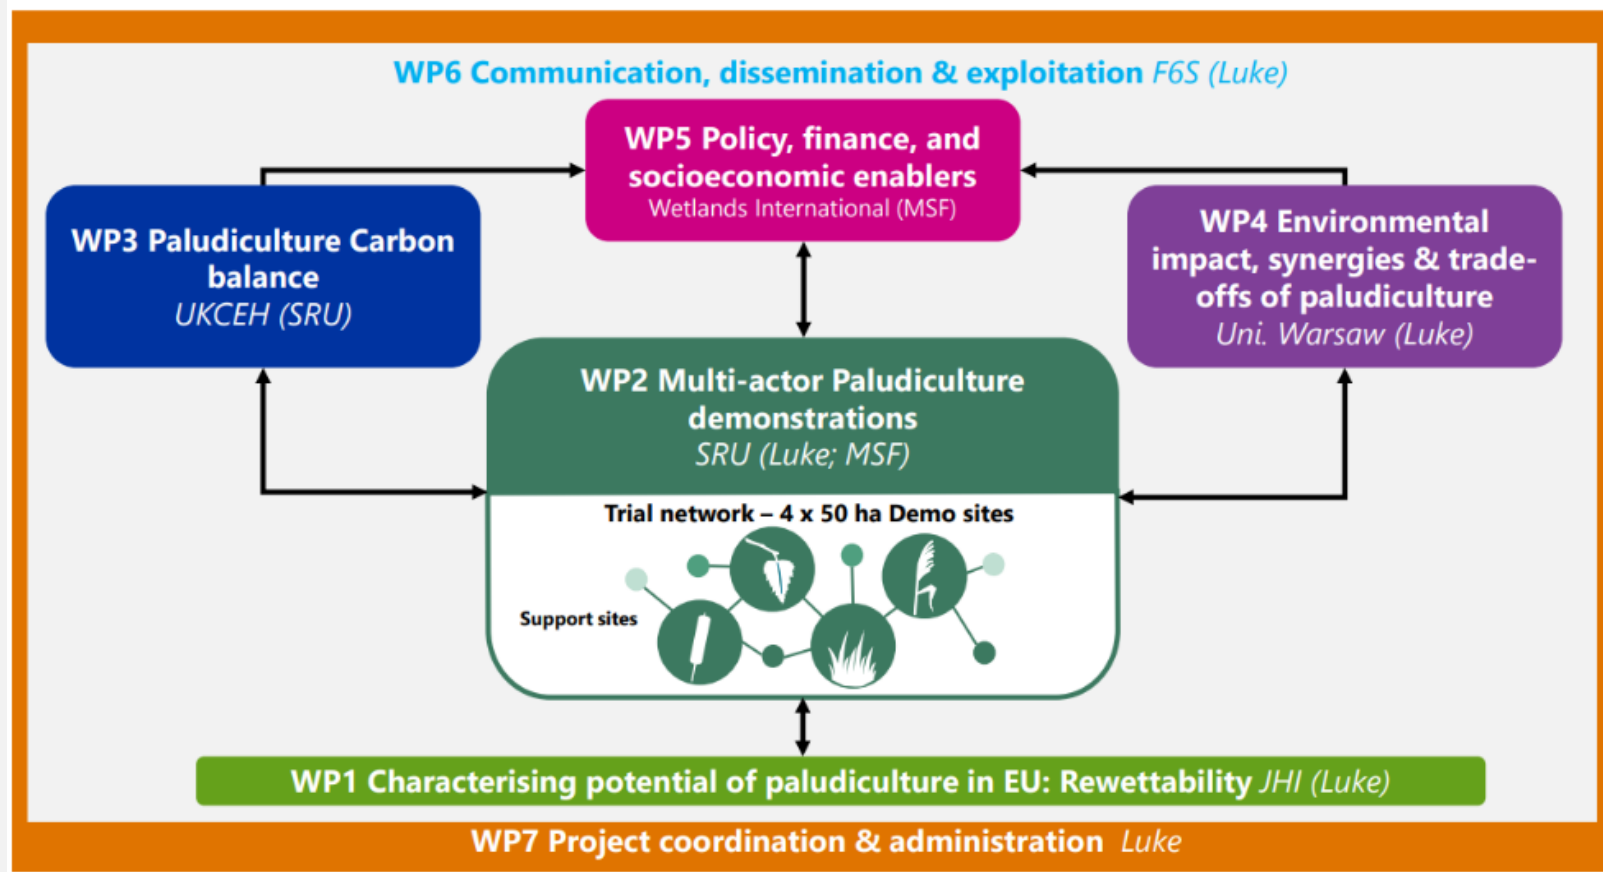 WP6 Communication, dissemination & exploitation F6S (Luke)
WP5 Policy, finance, and
socioeconomic enablers
Wetlands International (MSF)
WP3 Paludiculture Carbon
balance
UKCEH (SRU)
WP4 Environmental
impact, synergies & trade-
offs of paludiculture
Uni. Warsaw (Luke)
WP2 Multi-actor Paludiculture
demonstrations
SRU (Luke; MSF)
Trial network – 4 x 50 ha Demo sites
Support sites
WP1 Characterising potential of paludiculture in EU: Rewettability JHI (Luke)
WP7 Project coordination & administration Luke